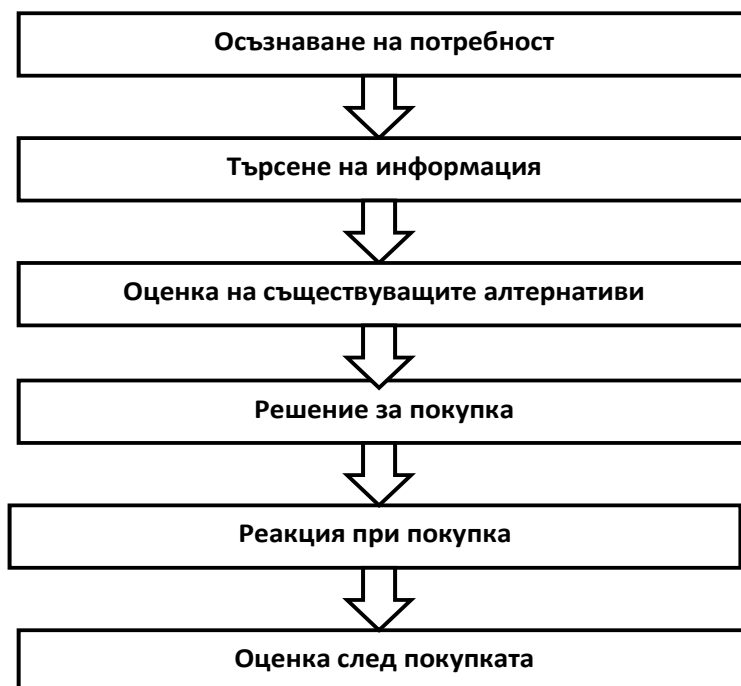 Осъзнаване на потребност
Търсене на информация
Оценка на съществуващите алтернативи
Решение за покупка
Реакция при покупка
Оценка след покупката